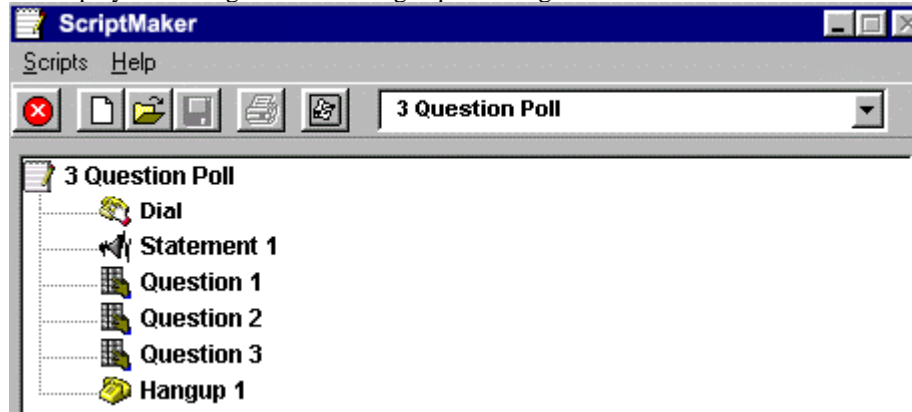 ScriptMaker
Scripts Help
3 Question Poll
3 Question Poll
Dial
Statement 1
Question 1
Question 2
Question 3
Hangup 1